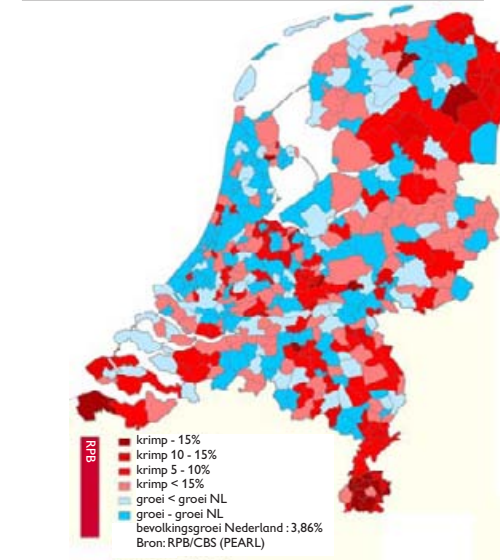 RPB
krimp - 15%
krimp 10 - 15%
krimp 5 - 10%
krimp < 15%
groei < groei NL
groei - groei NL
bevolkingsgroei Nederland : 3,86%
Bron: RPB/CBS (PEARL)